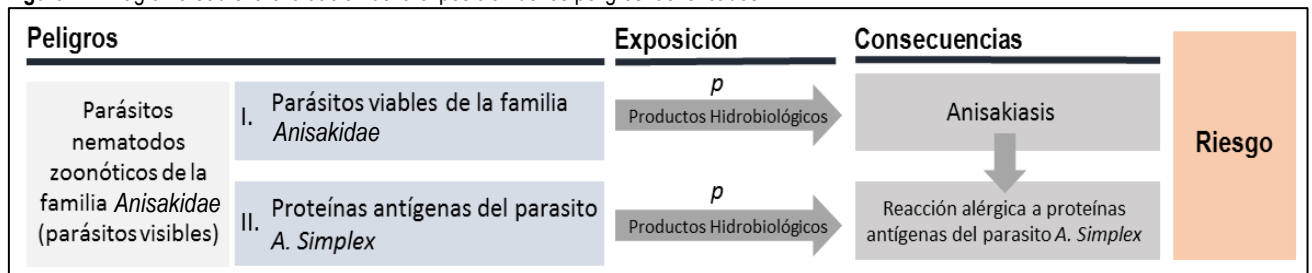 Peligros
Exposición
Consecuencias
Parásitos
nematodos
zoonóticos de la
familia Anisakidae
(parásitos visibles)
I. Parásitos viables de la familia
Anisakidae
p
Productos Hidrobiológicos
Anisakiasis
II. Proteínas antígenas del parasito
A. Simplex
p
Productos Hidrobiológicos
Reacción alérgica a proteínas
antígenas del parasito A. Simplex
Riesgo